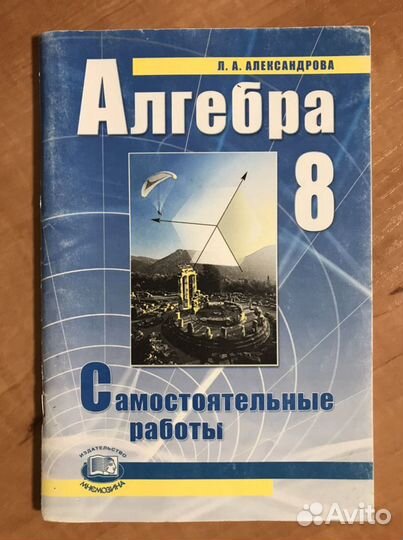 Л. А. АЛЕКСАНДРОВА
Алгебра
8
Самостоятельные
работы
ИЗДАТЕЛЬСТВО
МНЕМОЗИНА
Avito